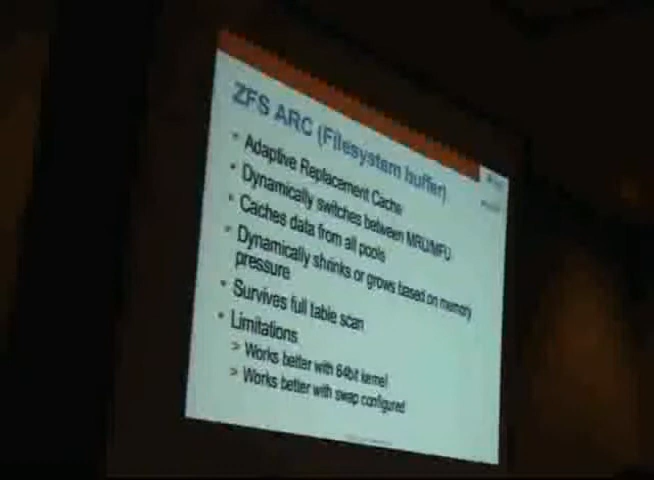 ZFS ARC (Filesystem buffer)
• Adaptive Replacement Cache
• Dynamically switches between MRU/MFU
• Caches data from all pools
• Dynamically shrinks or grows based on memory
pressure
• Survives full table scan
• Limitations
> Works better with 64bit kernel
> Works better with swap configured